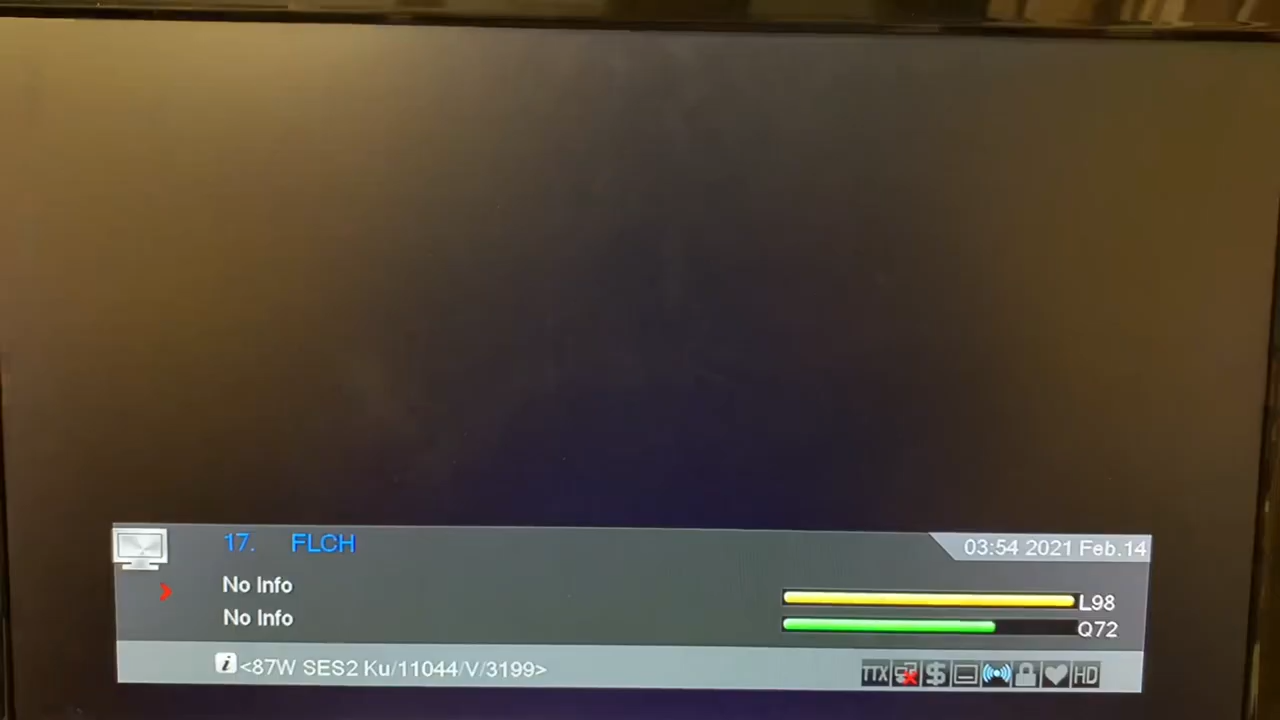 17. FLCH
03:54 2021 Feb.14
No Info
No Info
L98
Q72
i <87W SES2 Ku/11044/V/3199>
TTX $ HD